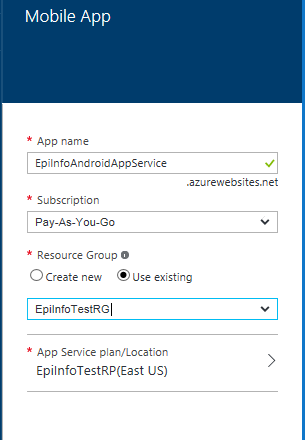 Mobile App
* App name
EpiInfoAndroidAppService
.azurewebsites.net
* Subscription
Pay-As-You-Go
* Resource Group
Create new Use existing
EpiInfoTestRG
* App Service plan/Location
EpiInfoTestRP(East US)